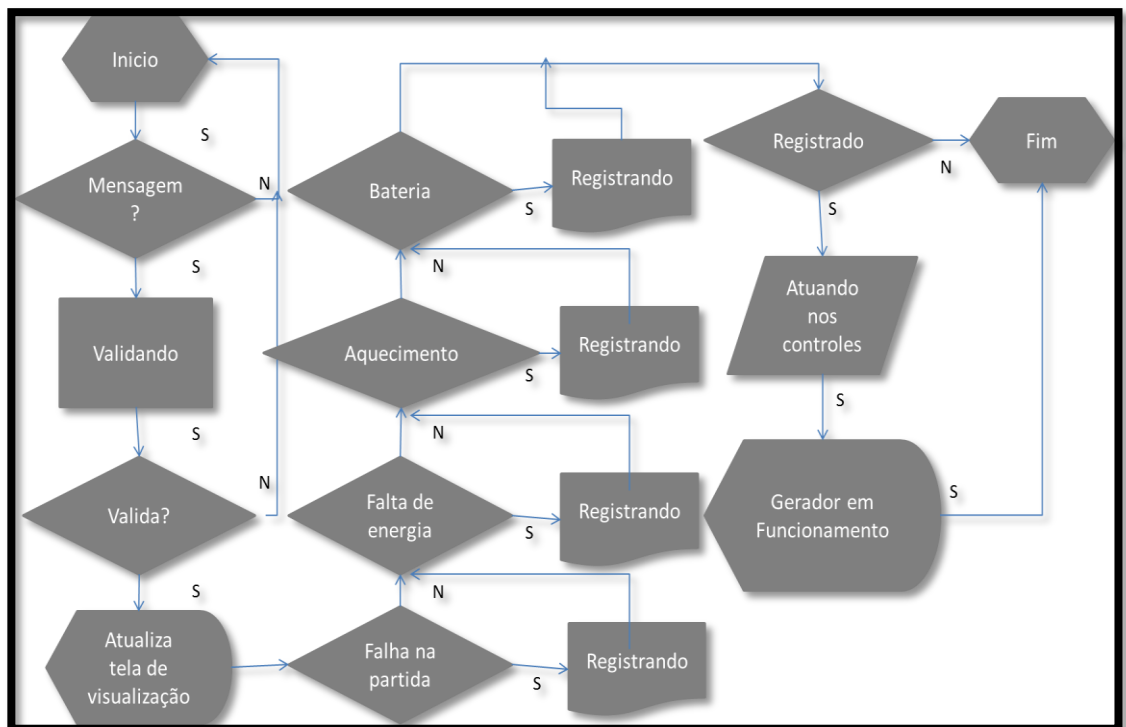 Inicio
S
Mensagem
?
N
S
Validando
S
Valida?
N
S
Atualiza
tela de
visualização
Falha na
partida
N
S
Registrando
Falta de
energia
N
S
Registrando
Aquecimento
N
S
Registrando
Bateria
S
Registrando
Registrado
N
Fim
S
Atuando
nos
controles
S
Gerador em
Funcionamento
S